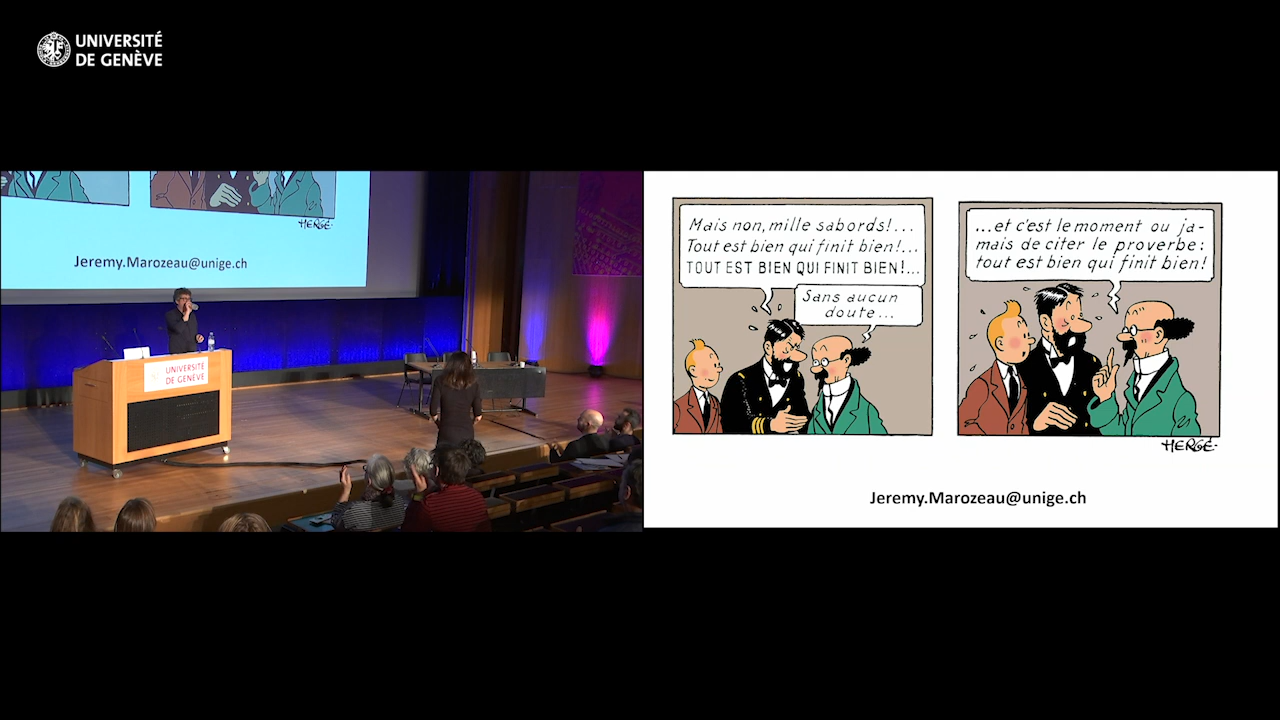 UNIVERSITÉ
DE GENÈVE
HERGÉ
Jeremy.Marozeau@unige.ch
UNIVERSITÉ
DE GENÈVE
Mais non, mille sabords!...
Tout est bien qui finit bien!...
TOUT EST BIEN QUI FINIT BIEN!...
Sans aucun
doute...
...et c'est le moment ou ja-
mais de citer le proverbe:
tout est bien qui finit bien!
HERGÉ
Jeremy.Marozeau@unige.ch